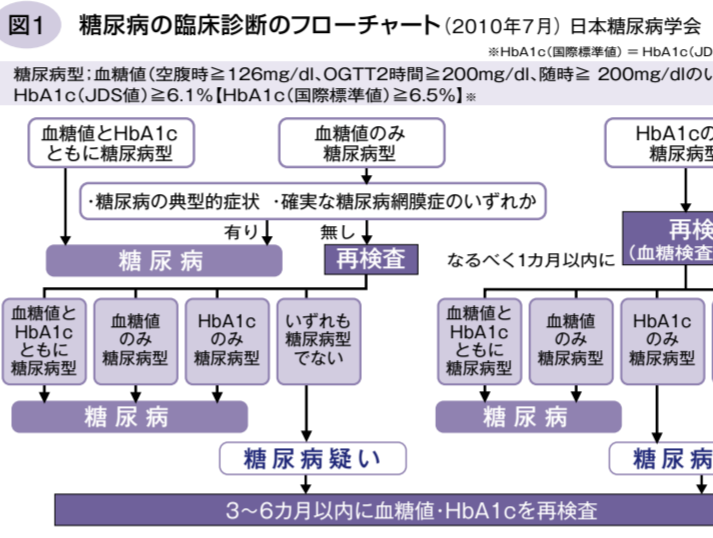 図1 糖尿病の臨床診断のフローチャート（2010年7月） 日本糖尿病学会
※HbA1c（国際標準値）＝HbA1c（JD
糖尿病型：血糖値（空腹時≧126mg/dl、OGTT2時間≧200mg/dl、随時≧ 200mg/dlのい
HbA1c（JDS値）≧6.1%【HbA1c（国際標準値）≧6.5%】※
血糖値とHbA1c
ともに糖尿病型
血糖値のみ
糖尿病型
HbA1cの
糖尿病型
・糖尿病の典型的症状 ・確実な糖尿病網膜症のいずれか
有り
無し
糖尿病
再検査
なるべく1カ月以内に
再検
（血糖検査
血糖値と
HbA1c
ともに
糖尿病型
血糖値
のみ
糖尿病型
HbA1c
のみ
糖尿病型
いずれも
糖尿病型
でない
血糖値と
HbA1c
ともに
糖尿病型
血糖値
のみ
糖尿病型
HbA1c
のみ
糖尿病型
糖尿病
糖尿病
糖尿病疑い
糖尿病
3〜6カ月以内に血糖値・HbA1cを再検査